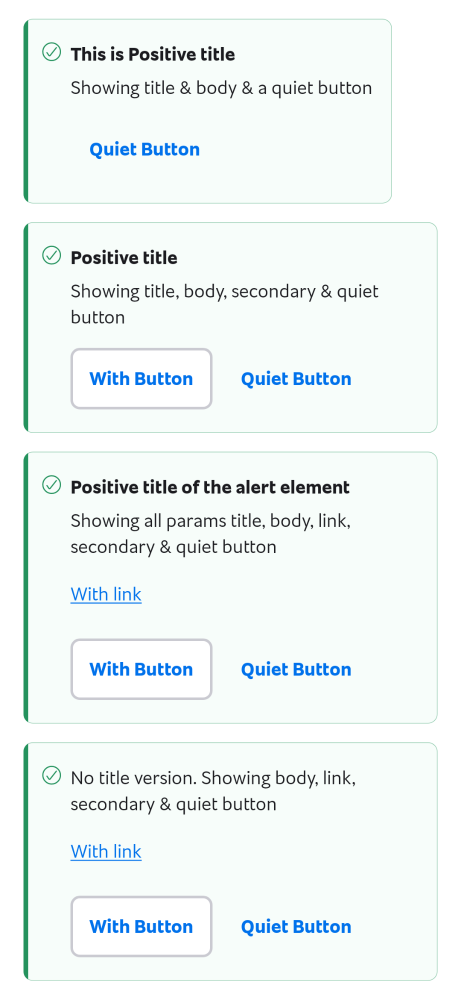 This is Positive title
Showing title & body & a quiet button
Quiet Button
Positive title
Showing title, body, secondary & quiet
button
With Button Quiet Button
Positive title of the alert element
Showing all params title, body, link,
secondary & quiet button
With link
With Button Quiet Button
No title version. Showing body, link,
secondary & quiet button
With link
With Button Quiet Button